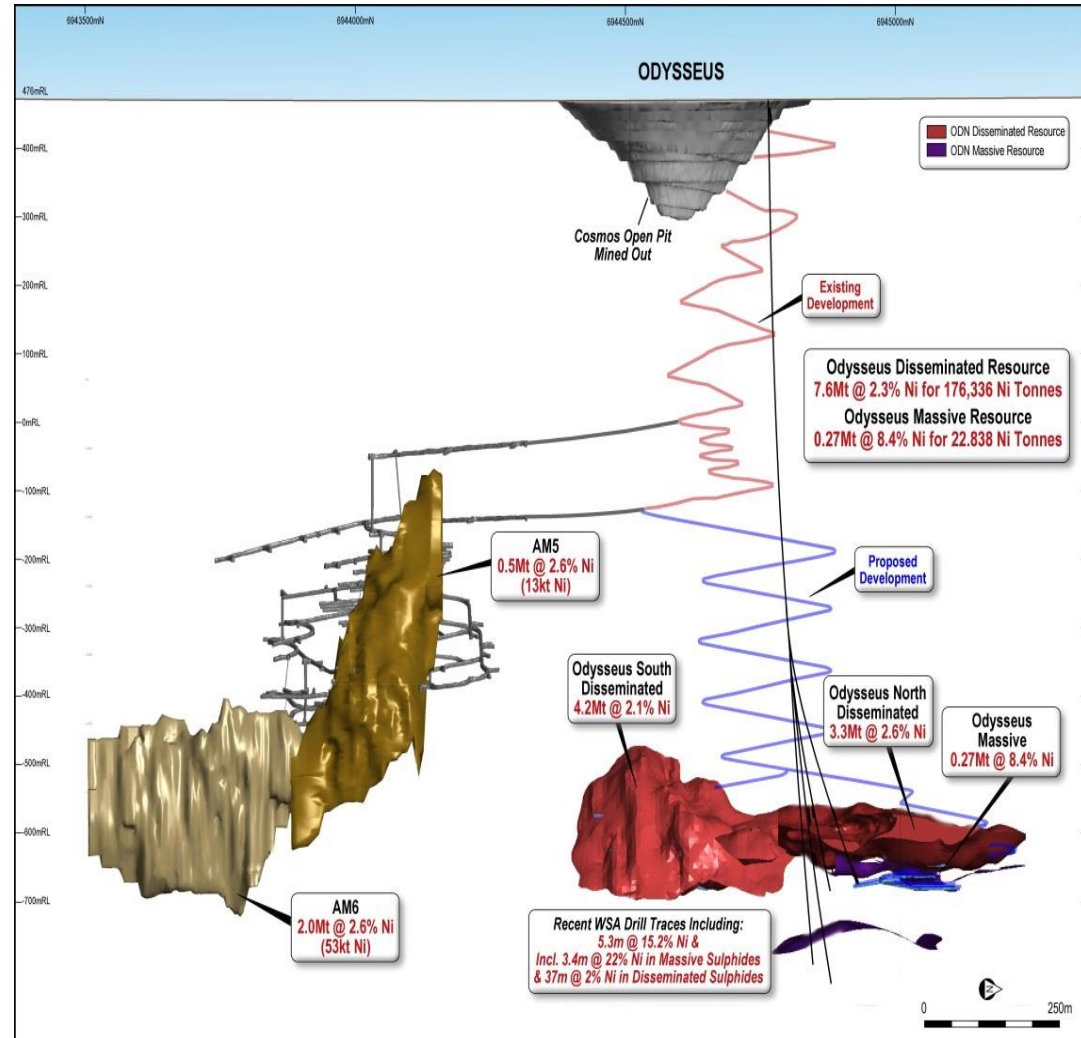 6943500mN
6944000mN
6944500mN
6945000mN
ODYSSEUS
476mRL
400mRL
300mRL
200mRL
100mRL
0mRL
-100mRL
-200mRL
-300mRL
-400mRL
-500mRL
-600mRL
-700mRL
ODN Disseminated Resource
ODN Massive Resource
Cosmos Open Pit
Mined Out
Existing
Development
Odysseus Disseminated Resource
7.6Mt @ 2.3% Ni for 176,336 Ni Tonnes
Odysseus Massive Resource
0.27Mt @ 8.4% Ni for 22.838 Ni Tonnes
AM5
0.5Mt @ 2.6% Ni
(13kt Ni)
Proposed
Development
Odysseus South
Disseminated
4.2Mt @ 2.1% Ni
Odysseus North
Disseminated
3.3Mt @ 2.6% Ni
Odysseus
Massive
0.27Mt @ 8.4% Ni
AM6
2.0Mt @ 2.6% Ni
(53kt Ni)
Recent WSA Drill Traces Including:
5.3m @ 15.2% Ni &
Incl. 3.4m @ 22% Ni in Massive Sulphides
& 37m @ 2% Ni in Disseminated Sulphides
0
250m